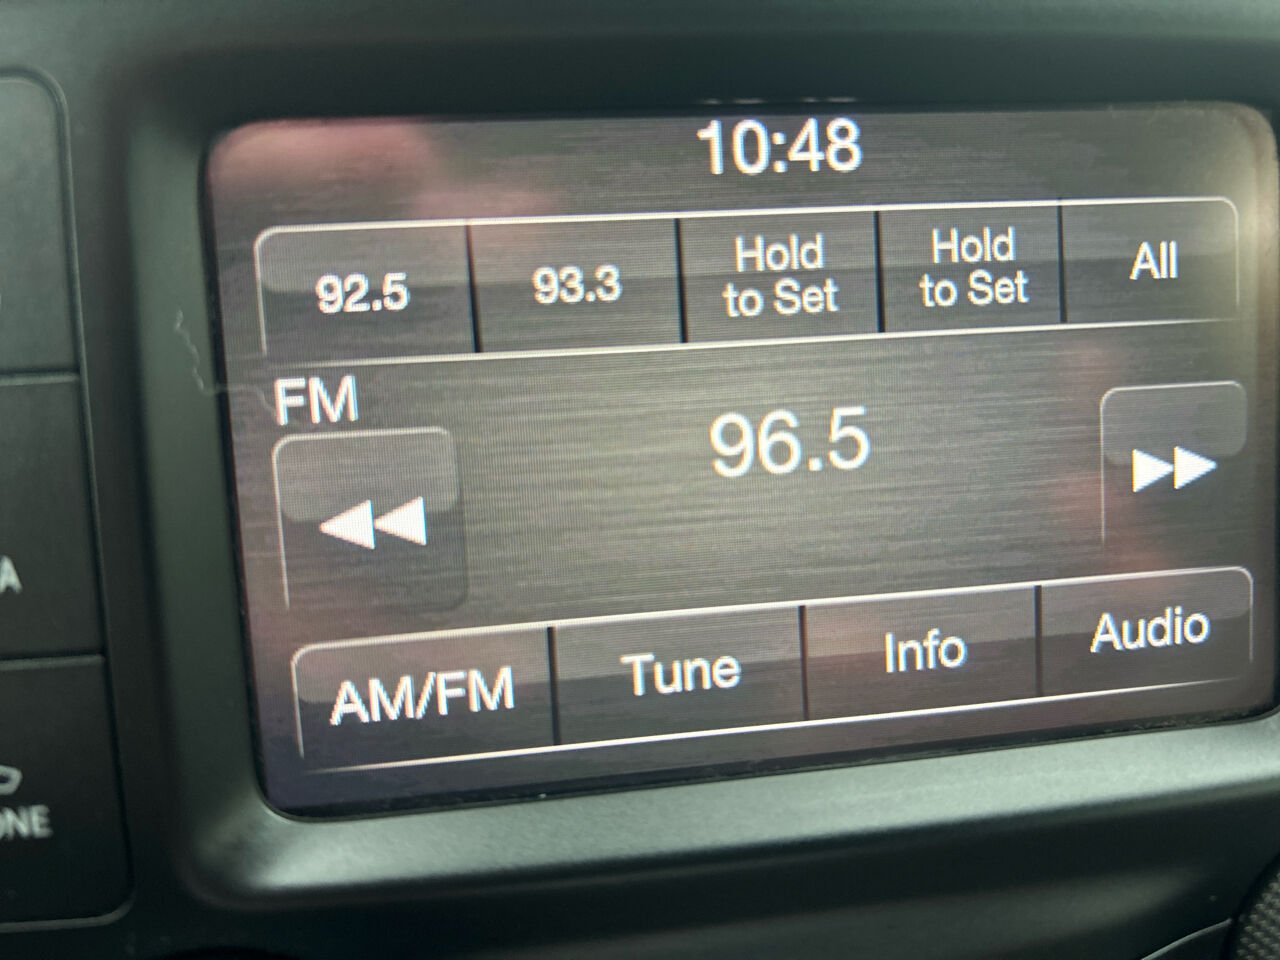 10:48
92.5
93.3
Hold
to Set
Hold
to Set
All
FM
96.5
AM/FM
Tune
Info
Audio